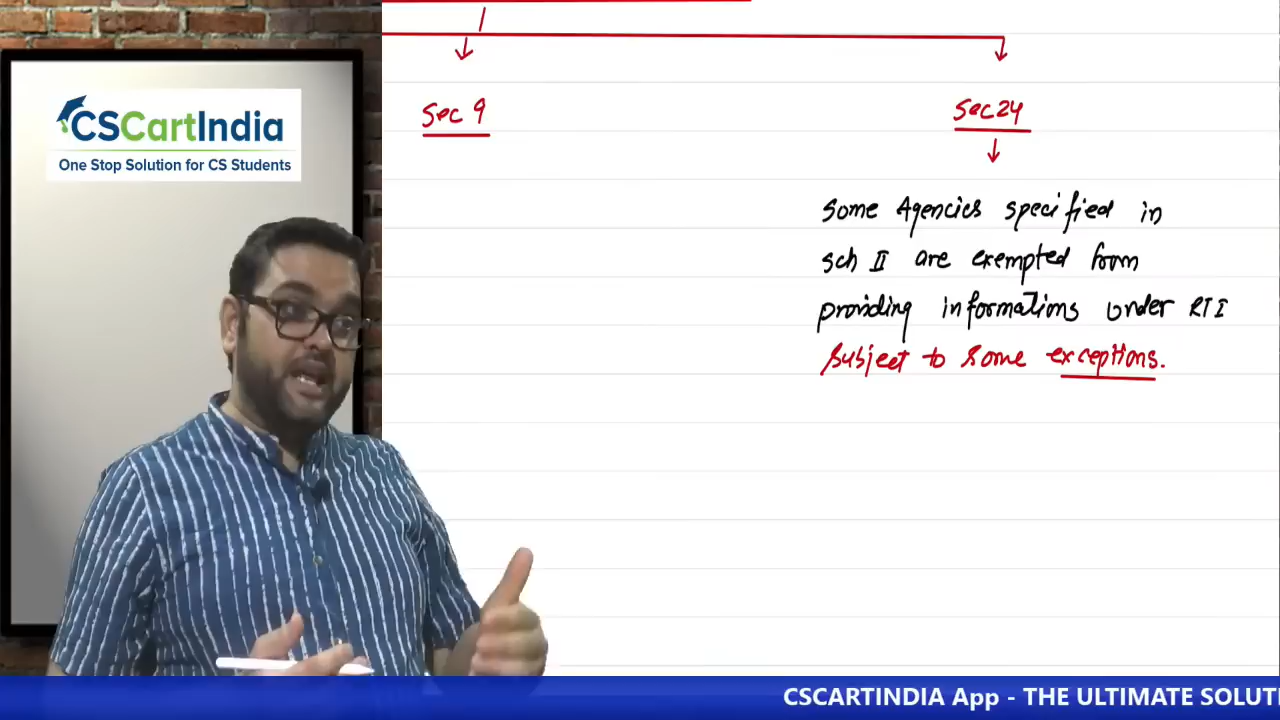 CSCartIndia
One Stop Solution for CS Students
Sec 9
Sec 24
Some Agencies specified in
sch II are exempted from
providing informations under RTI
subject to some exceptions.
CSCARTINDIA App - THE ULTIMATE SOLUTI